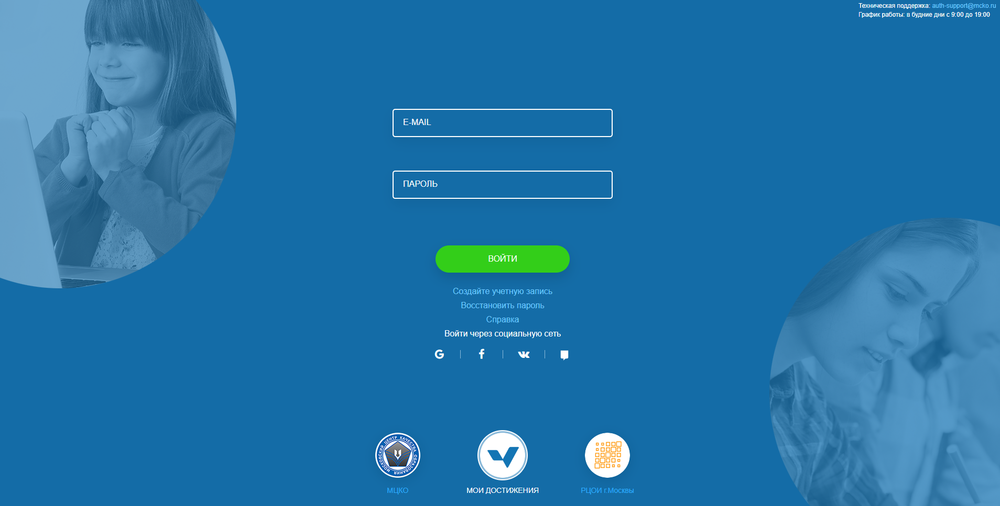 Техническая поддержка: auth-support@mcko.ru
График работы: в будние дни с 9:00 до 19:00
E-MAIL
ПАРОЛЬ
ВОЙТИ
Создайте учетную запись
Восстановить пароль
Справка
Войти через социальную сеть
МОСКОВСКИЙ ЦЕНТР КАЧЕСТВА ОБРАЗОВАНИЯ
МЦКО
МОИ ДОСТИЖЕНИЯ
РЦОИ г.Москвы